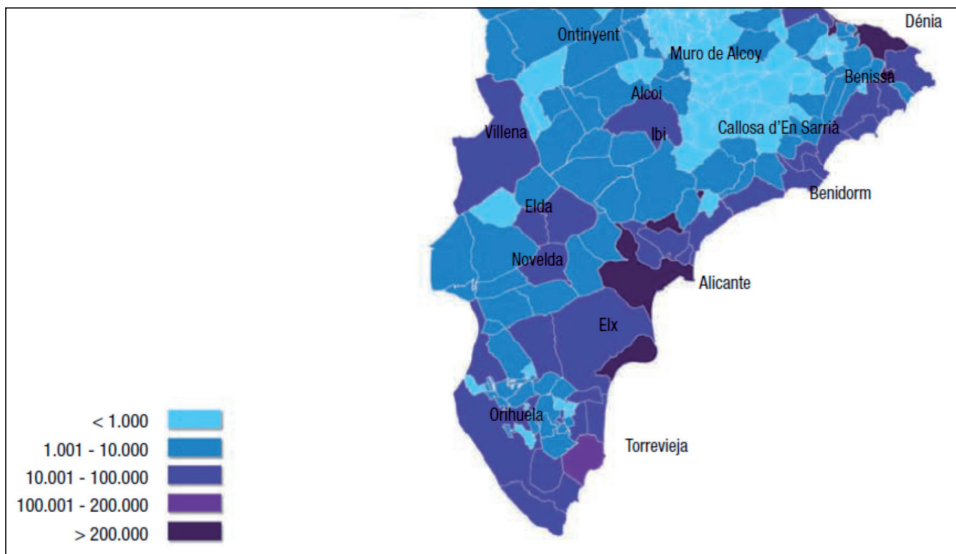 Dénia
Ontinyent
Muro de Alcoy
Benissa
Alcoi
Callosa d'En Sarriá
Villena
Ibi
Benidorm
Elda
Novelda
Alicante
Elx
Orihuela
Torrevieja
< 1.000
1.001 - 10.000
10.001 - 100.000
100.001 - 200.000
> 200.000